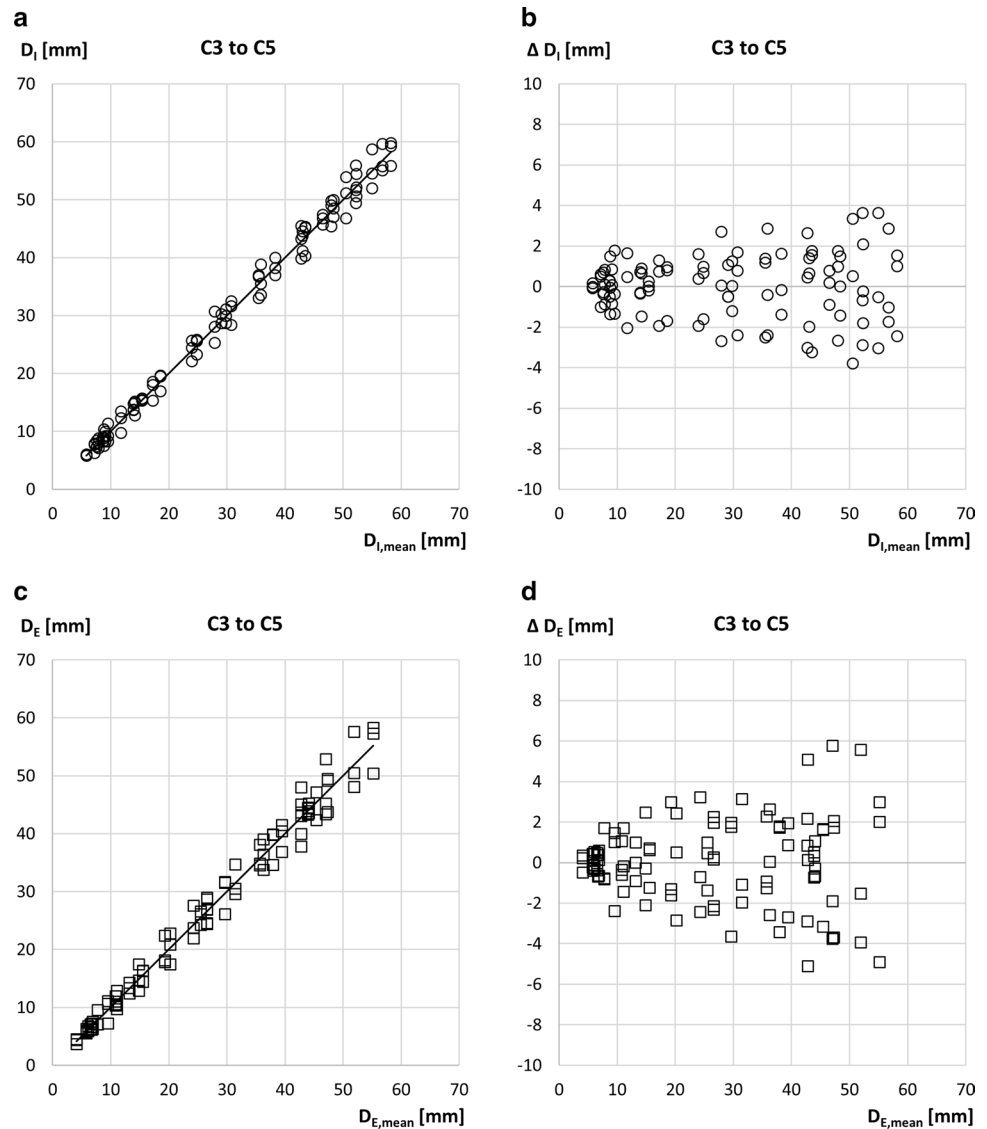 a
D_I [mm]
C3 to C5
70
60
50
40
30
20
10
0
0 10 20 30 40 50 60 70
D_I,mean [mm]
b
Δ D_I [mm]
C3 to C5
10
8
6
4
2
0
-2
-4
-6
-8
-10
0 10 20 30 40 50 60 70
D_I,mean [mm]
c
D_E [mm]
C3 to C5
70
60
50
40
30
20
10
0
0 10 20 30 40 50 60 70
D_E,mean [mm]
d
Δ D_E [mm]
C3 to C5
10
8
6
4
2
0
-2
-4
-6
-8
-10
0 10 20 30 40 50 60 70
D_E,mean [mm]